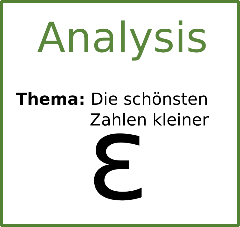 Analysis
Thema: Die schönsten
Zahlen kleiner
ε